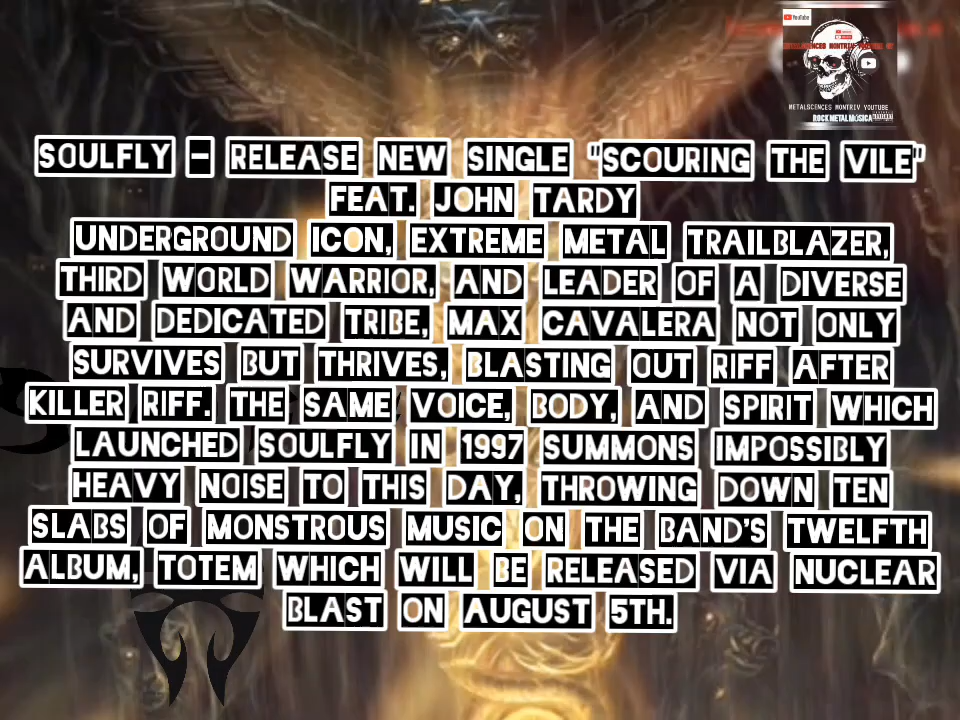 YouTube
METALSCENCES MONTRIV YOUTUBE
ROCK METAL MÚSICA
SOULFLY – RELEASE NEW SINGLE "SCOURING THE VILE"
FEAT. JOHN TARDY
UNDERGROUND ICON, EXTREME METAL TRAILBLAZER,
THIRD WORLD WARRIOR, AND LEADER OF A DIVERSE
AND DEDICATED TRIBE, MAX CAVALERA NOT ONLY
SURVIVES BUT THRIVES, BLASTING OUT RIFF AFTER
KILLER RIFF. THE SAME VOICE, BODY, AND SPIRIT WHICH
LAUNCHED SOULFLY IN 1997 SUMMONS IMPOSSIBLY
HEAVY NOISE TO THIS DAY, THROWING DOWN TEN
SLABS OF MONSTROUS MUSIC ON THE BAND'S TWELFTH
ALBUM, TOTEM WHICH WILL BE RELEASED VIA NUCLEAR
BLAST ON AUGUST 5TH.